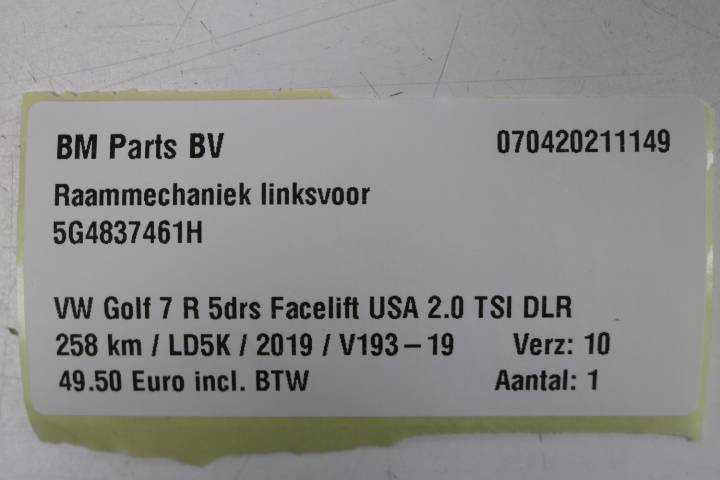 BM Parts BV 070420211149
Raammechaniek linksvoor
5G4837461H
VW Golf 7 R 5drs Facelift USA 2.0 TSI DLR
258 km / LD5K / 2019 / V193-19 Verz: 10
49.50 Euro incl. BTW Aantal: 1